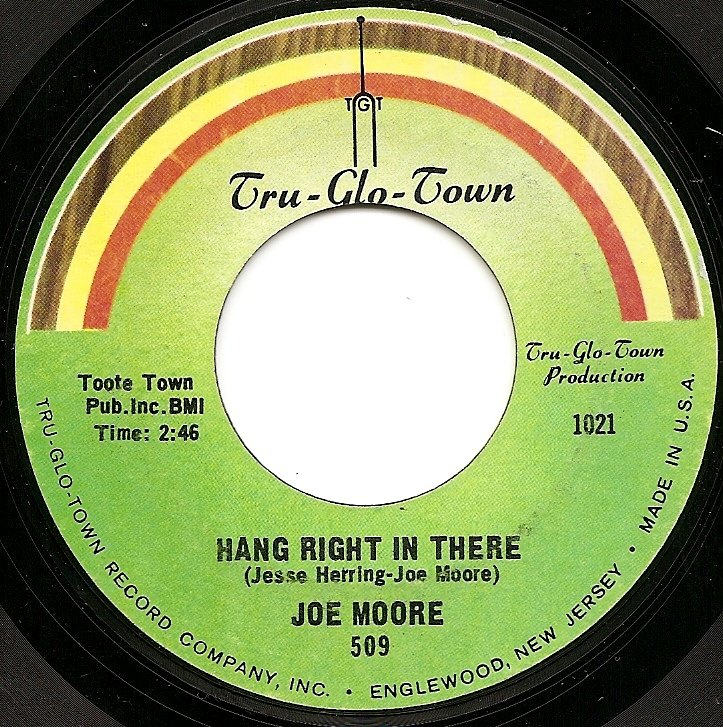 TGT
Tru-Glo-Town
Tru-Glo-Town
Production
1021
Toote Town
Pub.Inc.BMI
Time: 2:46
HANG RIGHT IN THERE
(Jesse Herring-Joe Moore)
JOE MOORE
509
TRU-GLO-TOWN RECORD COMPANY, INC. • ENGLEWOOD, NEW JERSEY • MADE IN U.S.A.